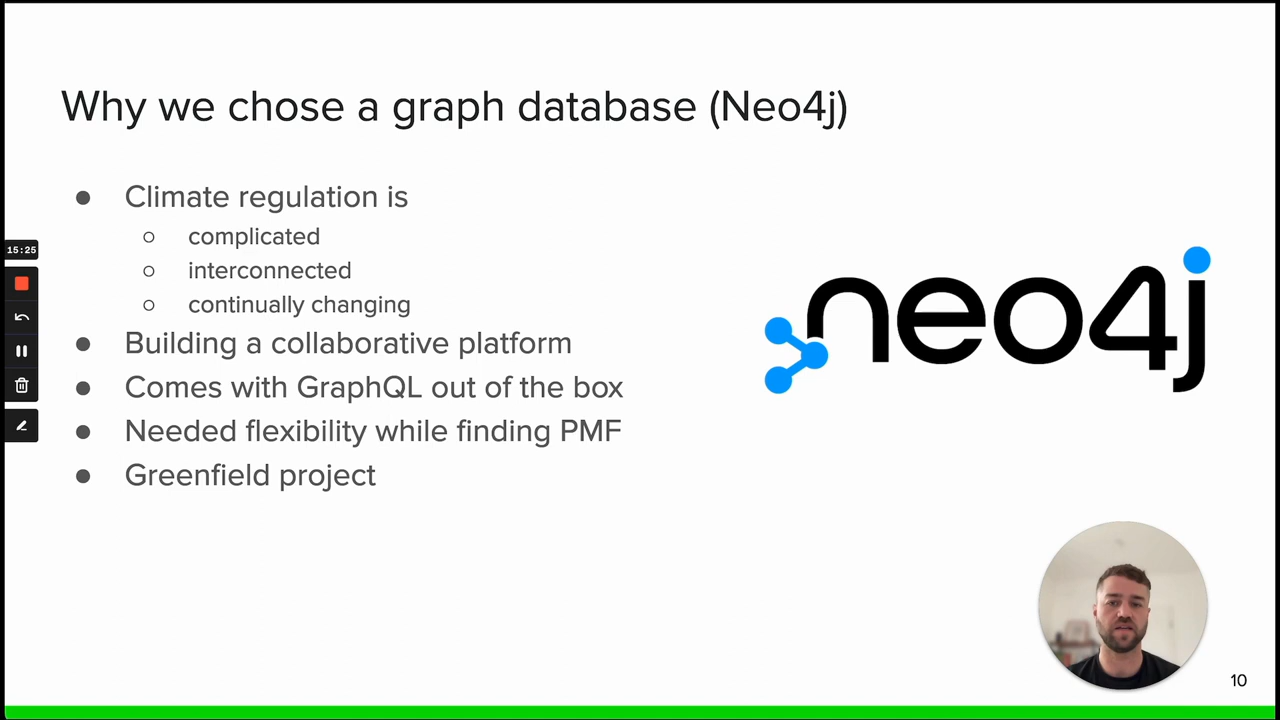 Why we chose a graph database (Neo4j)
● Climate regulation is
○ complicated
○ interconnected
○ continually changing
● Building a collaborative platform
● Comes with GraphQL out of the box
● Needed flexibility while finding PMF
● Greenfield project
neo4j
15:25
10